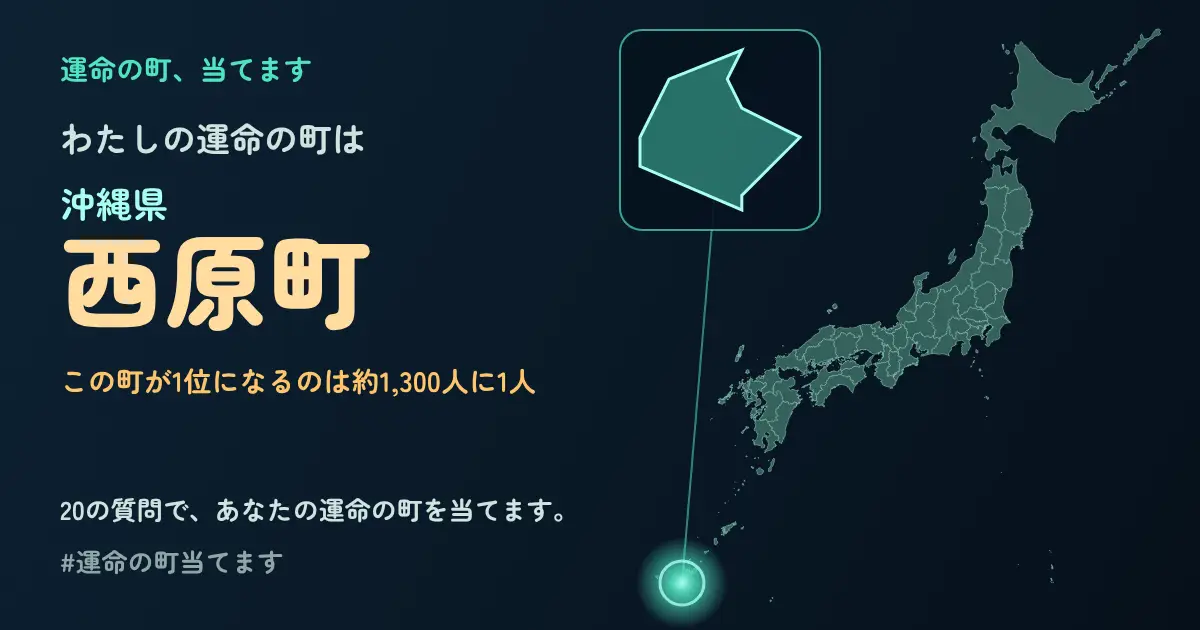 運命の町、当てます
わたしの運命の町は
沖縄県
西原町
この町が1位になるのは約1,300人に1人
20の質問で、あなたの運命の町を当てます。
#運命の町当てます